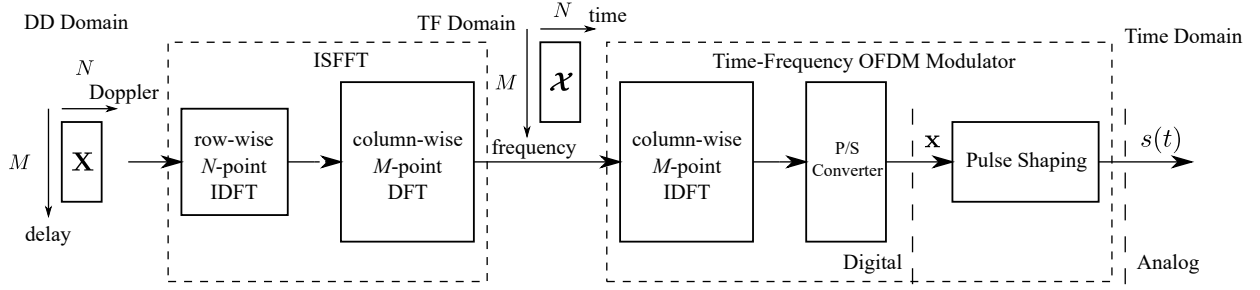 DD Domain
N
Doppler
M
X
delay
ISFFT
row-wise
N-point
IDFT
column-wise
M-point
DFT
TF Domain
N
time
M
𝒳
frequency
Time-Frequency OFDM Modulator
column-wise
M-point
IDFT
P/S
Converter
x
Pulse Shaping
Digital
Time Domain
s(t)
Analog